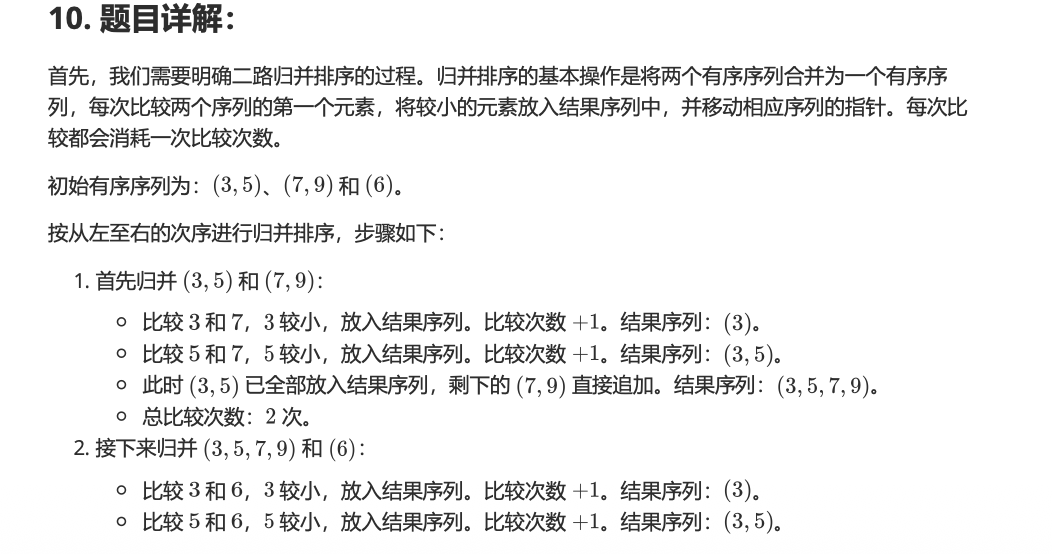 10. 题目详解：
首先，我们需要明确二路归并排序的过程。归并排序的基本操作是将两个有序序列合并为一个有序序
列，每次比较两个序列的第一个元素，将较小的元素放入结果序列中，并移动相应序列的指针。每次比
较都会消耗一次比较次数。
初始有序序列为：(3, 5)、(7, 9) 和 (6)。
按从左至右的次序进行归并排序，步骤如下：
1. 首先归并 (3, 5) 和 (7, 9)：
○ 比较 3 和 7，3 较小，放入结果序列。比较次数 +1。结果序列：(3)。
○ 比较 5 和 7，5 较小，放入结果序列。比较次数 +1。结果序列：(3, 5)。
○ 此时 (3, 5) 已全部放入结果序列，剩下的 (7, 9) 直接追加。结果序列：(3, 5, 7, 9)。
○ 总比较次数：2 次。
2. 接下来归并 (3, 5, 7, 9) 和 (6)：
○ 比较 3 和 6，3 较小，放入结果序列。比较次数 +1。结果序列：(3)。
○ 比较 5 和 6，5 较小，放入结果序列。比较次数 +1。结果序列：(3, 5)。